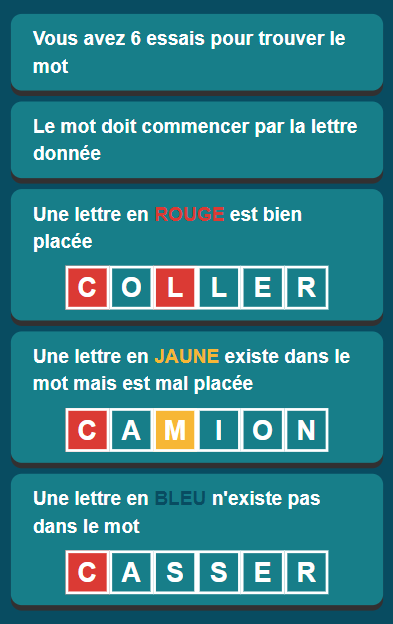 Vous avez 6 essais pour trouver le
mot
Le mot doit commencer par la lettre
donnée
Une lettre en ROUGE est bien
placée
C O L L E R
Une lettre en JAUNE existe dans le
mot mais est mal placée
C A M I O N
Une lettre en BLEU n'existe pas
dans le mot
C A S S E R